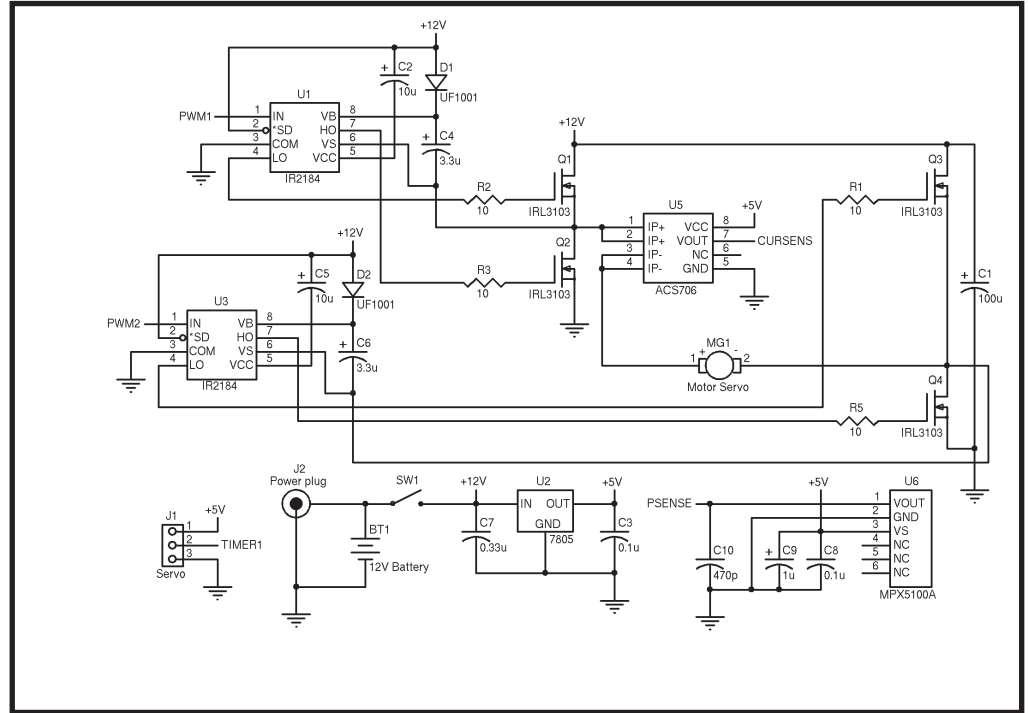 +12V
C2
+
10u
D1
UF1001
U1
PWM1
1 IN VB 8
2 *SD HO 7
3 COM VS 6
4 LO VCC 5
IR2184
+
C4
3.3u
+12V
Q1
IRL3103
R2
10
Q2
IRL3103
R3
10
U5
1 IP+ VCC 8
2 IP+ VOUT 7
3 IP- NC 6
4 IP- GND 5
ACS706
+5V
CURSENS
R1
10
Q3
IRL3103
+
C1
100u
+12V
C5
+
10u
D2
UF1001
U3
PWM2
1 IN VB 8
2 *SD HO 7
3 COM VS 6
4 LO VCC 5
IR2184
+
C6
3.3u
MG1
1 + - 2
Motor Servo
R5
10
Q4
IRL3103
J1
+5V
1
2
3
TIMER1
Servo
J2
Power plug
SW1
BT1
12V Battery
+12V
U2
IN OUT
GND
7805
+5V
C7
0.33u
C3
0.1u
PSENSE
+5V
U6
1 VOUT
2 GND
3 VS
4 NC
5 NC
6 NC
MPX5100A
C10
470p
+
C9
1u
C8
0.1u